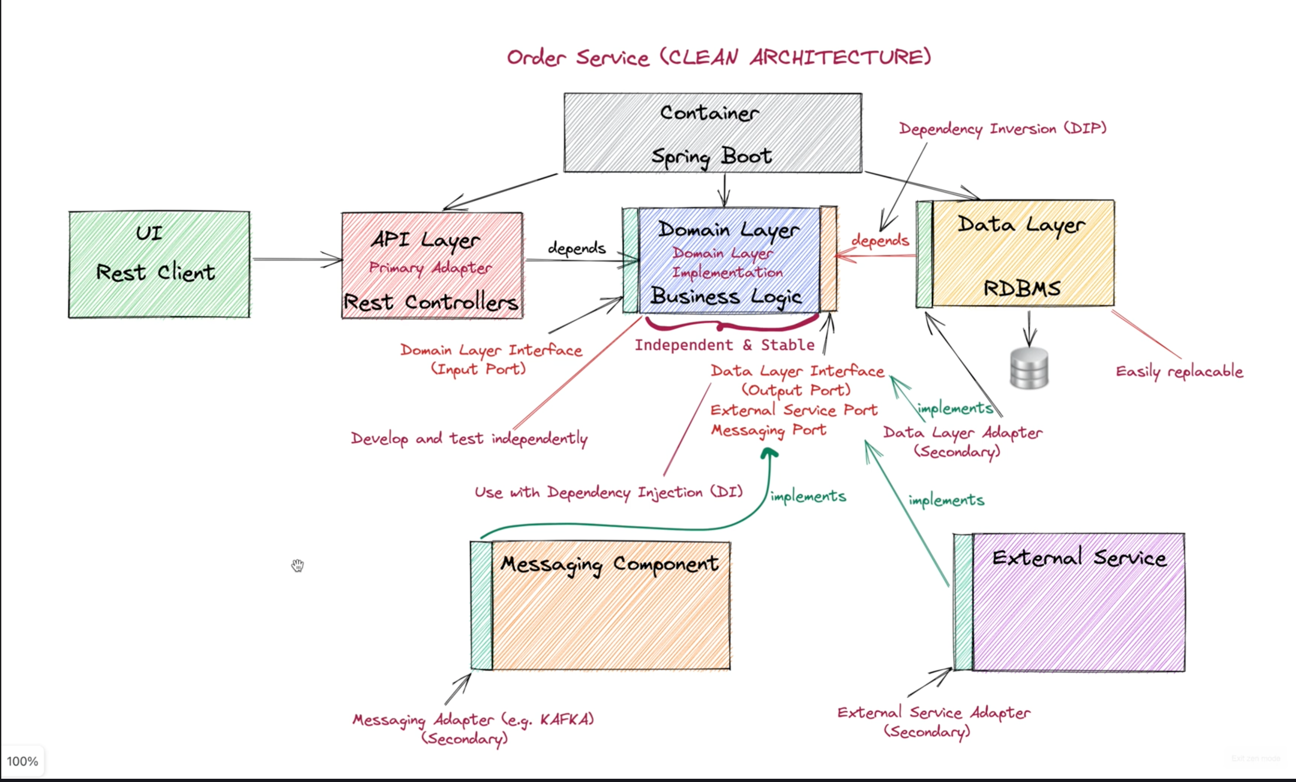 Order Service (CLEAN ARCHITECTURE)
Container
Spring Boot
Dependency Inversion (DIP)
UI
Rest Client
API Layer
Primary Adapter
Rest Controllers
depends
Domain Layer
Domain Layer
Implementation
Business Logic
depends
Data Layer
RDBMS
Domain Layer Interface
(Input Port)
Independent & Stable
Data Layer Interface
(Output Port)
External Service Port
Messaging Port
Easily replacable
implements
Data Layer Adapter
(Secondary)
Develop and test independently
Use with Dependency Injection (DI)
implements
implements
Messaging Component
External Service
Messaging Adapter (e.g. KAFKA)
(Secondary)
External Service Adapter
(Secondary)
100%